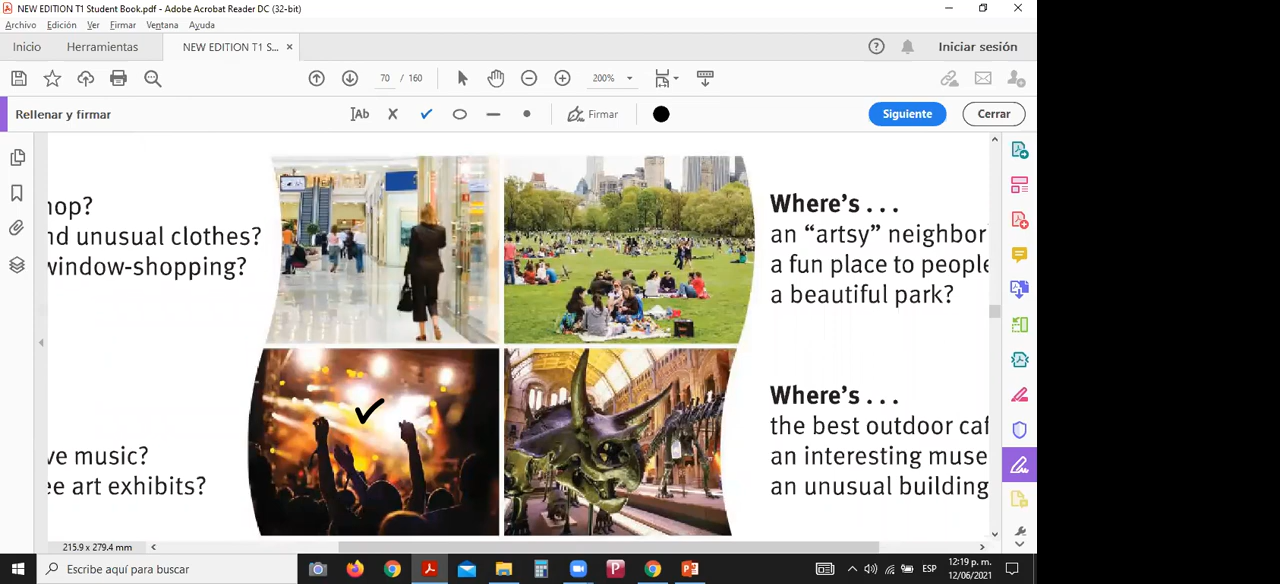 NEW EDITION T1 Student Book.pdf - Adobe Acrobat Reader DC (32-bit)
Archivo Edición Ver Firmar Ventana Ayuda
Inicio Herramientas NEW EDITION T1 S... × Iniciar sesión
70 / 160 200%
Rellenar y firmar Ab Firmar Siguiente Cerrar
hop?
nd unusual clothes?
window-shopping?
Where's . . .
an “artsy” neighbor
a fun place to people
a beautiful park?
ve music?
ee art exhibits?
Where's . . .
the best outdoor caf
an interesting muse
an unusual building
215.9 x 279.4 mm
Escribe aquí para buscar
ESP
12:19 p. m.
12/06/2021